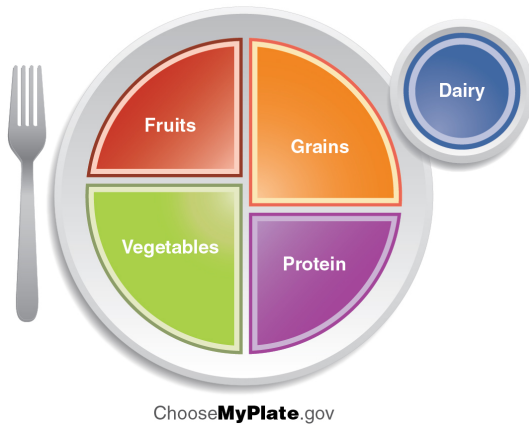 Dairy
Fruits
Grains
Vegetables
Protein
ChooseMyPlate.gov